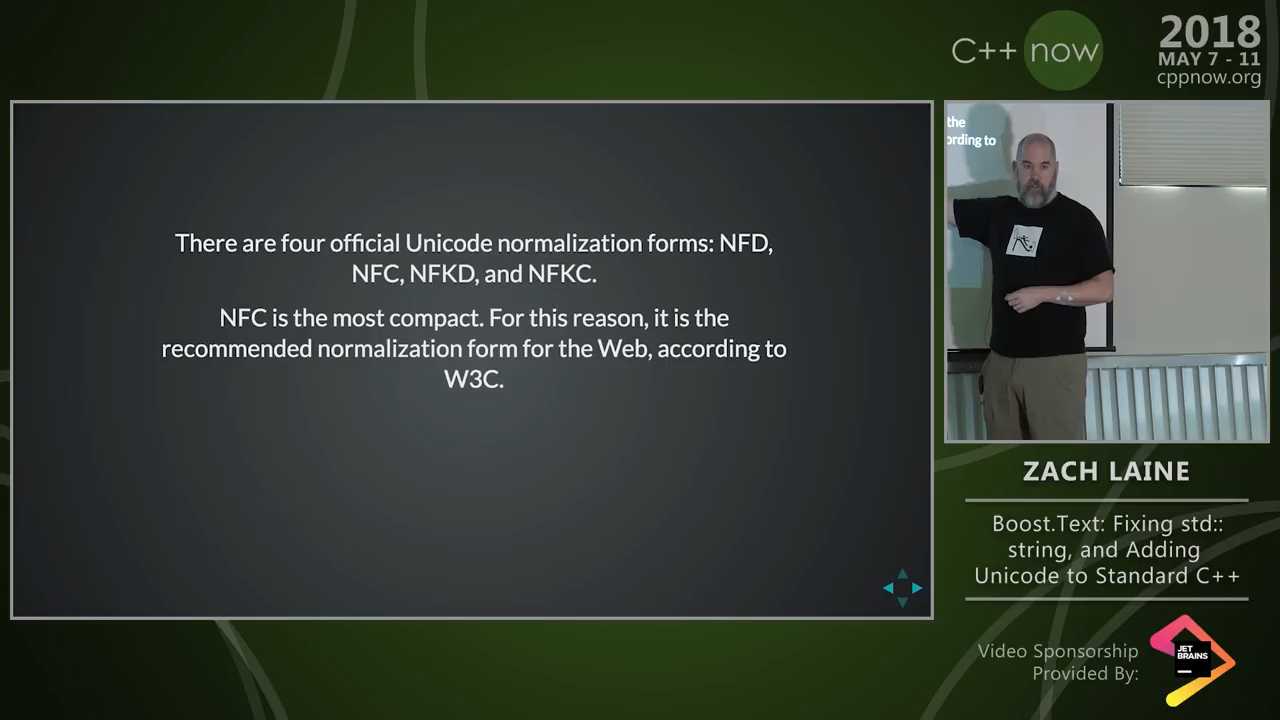 C++ now
2018
MAY 7 - 11
cppnow.org
There are four official Unicode normalization forms: NFD,
NFC, NFKD, and NFKC.
NFC is the most compact. For this reason, it is the
recommended normalization form for the Web, according to
W3C.
the
ording to
ZACH LAINE
Boost.Text: Fixing std::
string, and Adding
Unicode to Standard C++
Video Sponsorship
Provided By:
JET
BRAINS